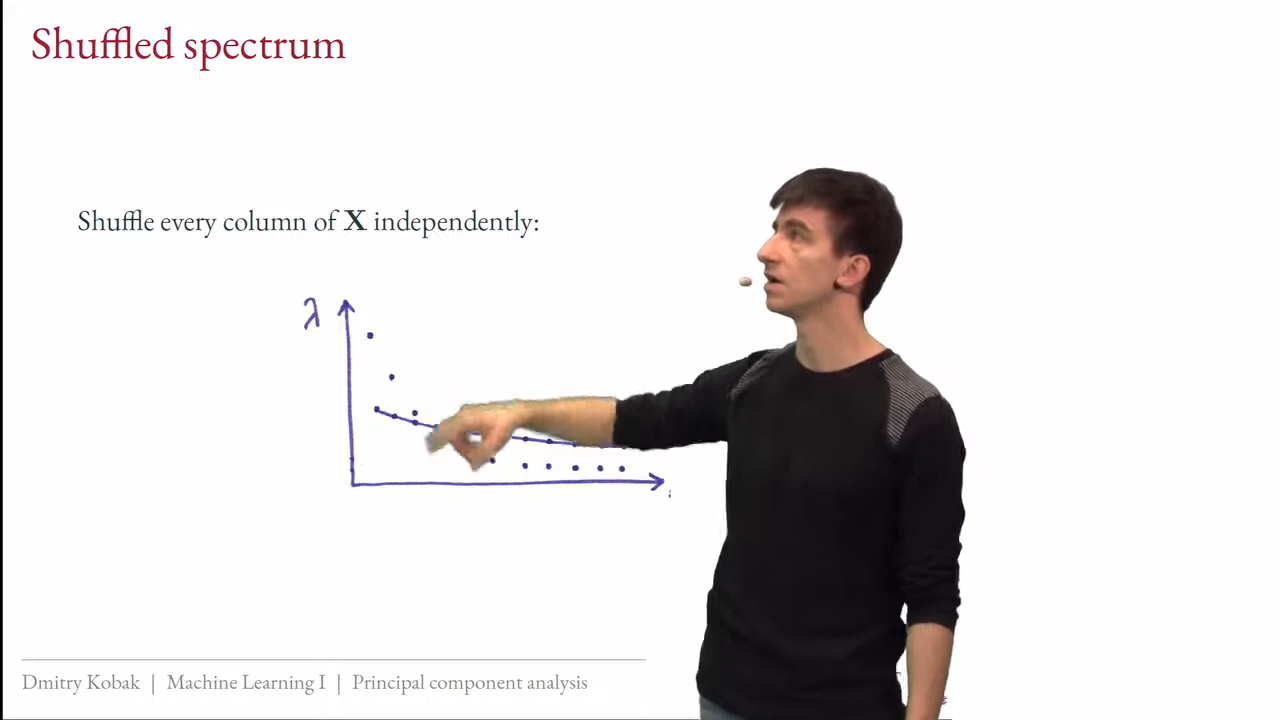 Shuffled spectrum
Shuffle every column of X independently:
λ
Dmitry Kobak | Machine Learning I | Principal component analysis